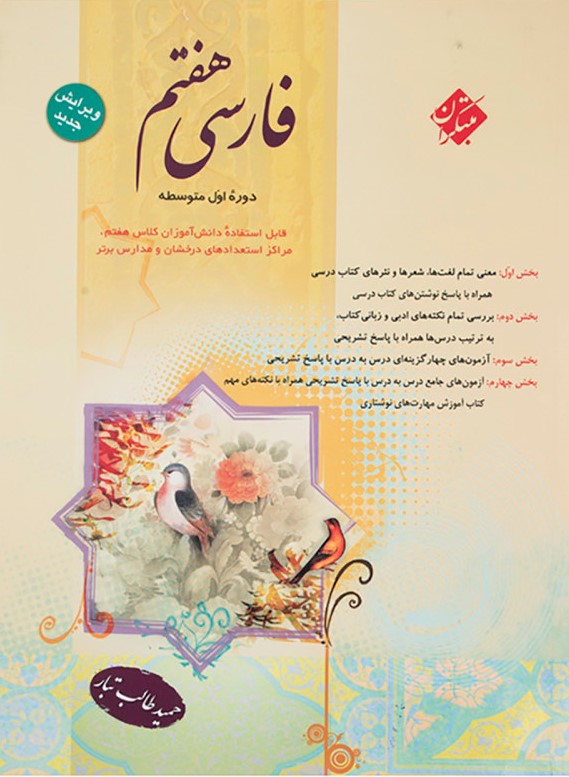 فارسی هفتم
ویرایش
جدید
مبتکران
دورهٔ اوّل متوسطه
قابل استفادهٔ دانش‌آموزان کلاس هفتم،
مراکز استعدادهای درخشان و مدارس برتر
بخش اوّل: معنی تمام لغت‌ها، شعرها و نثرهای کتاب درسی
همراه با پاسخ نوشتن‌های کتاب درسی
بخش دوم: بررسی تمام نکته‌های ادبی و زبانی کتاب،
به ترتیب درس‌ها همراه با پاسخ تشریحی
بخش سوم: آزمون‌های چهارگزینه‌ای درس به درس با پاسخ تشریحی
بخش چهارم: آزمون‌های جامع درس به درس با پاسخ تشریحی همراه با نکته‌های مهم
کتاب آموزش مهارت‌های نوشتاری
حمید طالب تبار